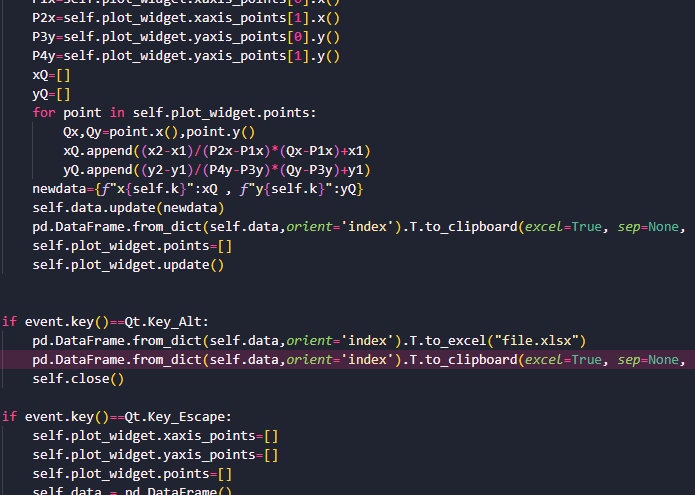 P1x=self.plot_widget.xaxis_points[0].x()
P2x=self.plot_widget.xaxis_points[1].x()
P3y=self.plot_widget.yaxis_points[0].y()
P4y=self.plot_widget.yaxis_points[1].y()
xQ=[]
yQ=[]
for point in self.plot_widget.points:
Qx,Qy=point.x(),point.y()
xQ.append((x2-x1)/(P2x-P1x)*(Qx-P1x)+x1)
yQ.append((y2-y1)/(P4y-P3y)*(Qy-P3y)+y1)
newdata={f"x{self.k}":xQ , f"y{self.k}":yQ}
self.data.update(newdata)
pd.DataFrame.from_dict(self.data,orient='index').T.to_clipboard(excel=True, sep=None,
self.plot_widget.points=[]
self.plot_widget.update()
if event.key()==Qt.Key_Alt:
pd.DataFrame.from_dict(self.data,orient='index').T.to_excel("file.xlsx")
pd.DataFrame.from_dict(self.data,orient='index').T.to_clipboard(excel=True, sep=None,
self.close()
if event.key()==Qt.Key_Escape:
self.plot_widget.xaxis_points=[]
self.plot_widget.yaxis_points=[]
self.plot_widget.points=[]
self.data = pd.DataFrame()